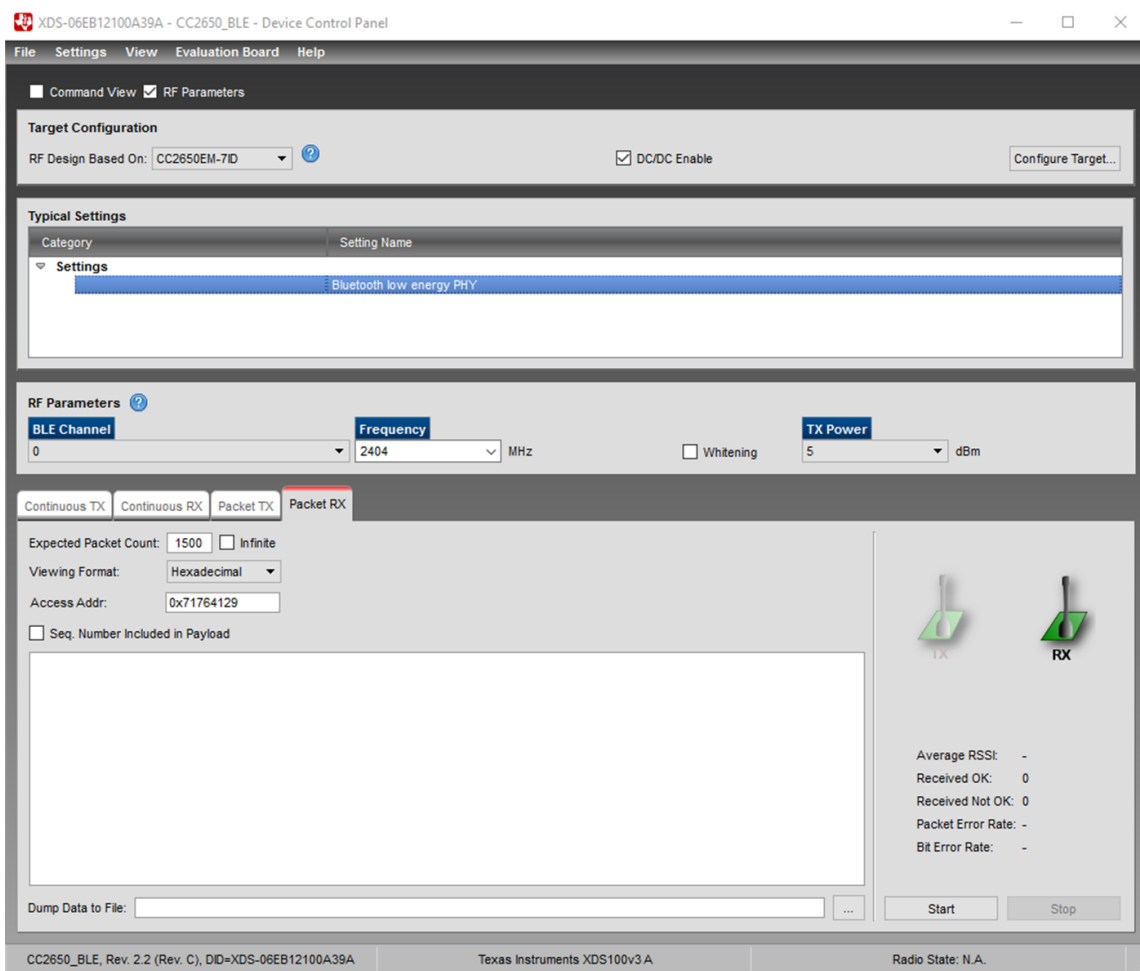 XDS-06EB12100A39A - CC2650_BLE - Device Control Panel
File Settings View Evaluation Board Help
Command View RF Parameters
Target Configuration
RF Design Based On: CC2650EM-7ID ? DC/DC Enable Configure Target...
Typical Settings
Category Setting Name
Settings
Bluetooth low energy PHY
RF Parameters ?
BLE Channel Frequency TX Power
0 2404 MHz Whitening 5 dBm
Continuous TX Continuous RX Packet TX Packet RX
Expected Packet Count: 1500 Infinite
Viewing Format: Hexadecimal
Access Addr: 0x71764129
Seq. Number Included in Payload
TX RX
Average RSSI: -
Received OK: 0
Received Not OK: 0
Packet Error Rate: -
Bit Error Rate: -
Dump Data to File: ... Start Stop
CC2650_BLE, Rev. 2.2 (Rev. C), DID=XDS-06EB12100A39A Texas Instruments XDS100v3 A Radio State: N.A.